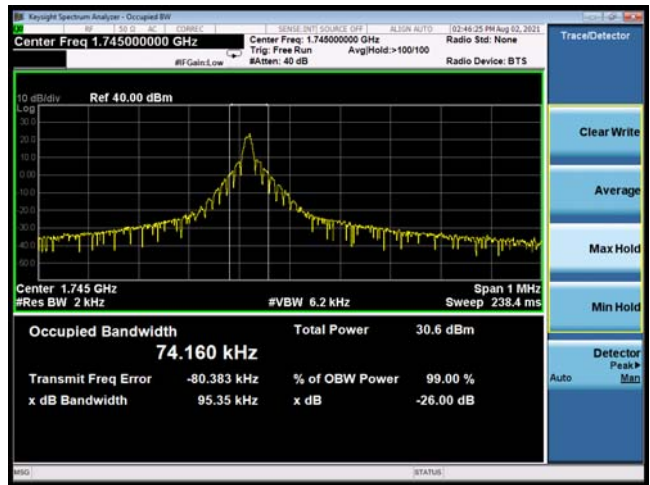 Keysight Spectrum Analyzer - Occupied BW
RF 50 Ω AC CORREC SENSE:INT SOURCE OFF ALIGN AUTO 02:46:25 PM Aug 02, 2021
Center Freq 1.745000000 GHz
Center Freq: 1.745000000 GHz
Radio Std: None
Trig: Free Run Avg|Hold:>100/100
#IFGain:Low #Atten: 40 dB Radio Device: BTS
Trace/Detector
10 dB/div Ref 40.00 dBm
Log
30.0
20.0
10.0
0.00
10.0
20.0
30.0
40.0
50.0
Clear Write
Average
Max Hold
Min Hold
Detector
Peak▶
Auto Man
Center 1.745 GHz Span 1 MHz
#Res BW 2 kHz #VBW 6.2 kHz Sweep 238.4 ms
Occupied Bandwidth Total Power 30.6 dBm
74.160 kHz
Transmit Freq Error -80.383 kHz % of OBW Power 99.00 %
x dB Bandwidth 95.35 kHz x dB -26.00 dB
MSG STATUS